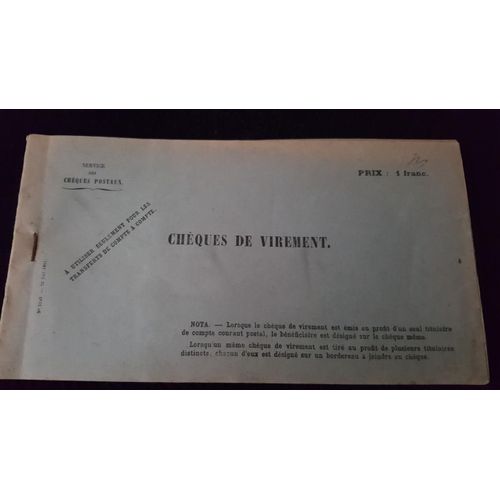 SERVICE
DES
CHÈQUES POSTAUX.
PRIX : 1 franc.
A UTILISER SEULEMENT POUR LES
TRANSFERTS DE COMPTE À COMPTE.
CHÈQUES DE VIREMENT.
NOTA. — Lorsque le chèque de virement est émis au profit d'un seul titulaire
de compte courant postal, le bénéficiaire est désigné sur le chèque même.
Lorsqu'un même chèque de virement est tiré au profit de plusieurs titulaires
distincts, chacun d'eux est désigné sur un bordereau à joindre au chèque.